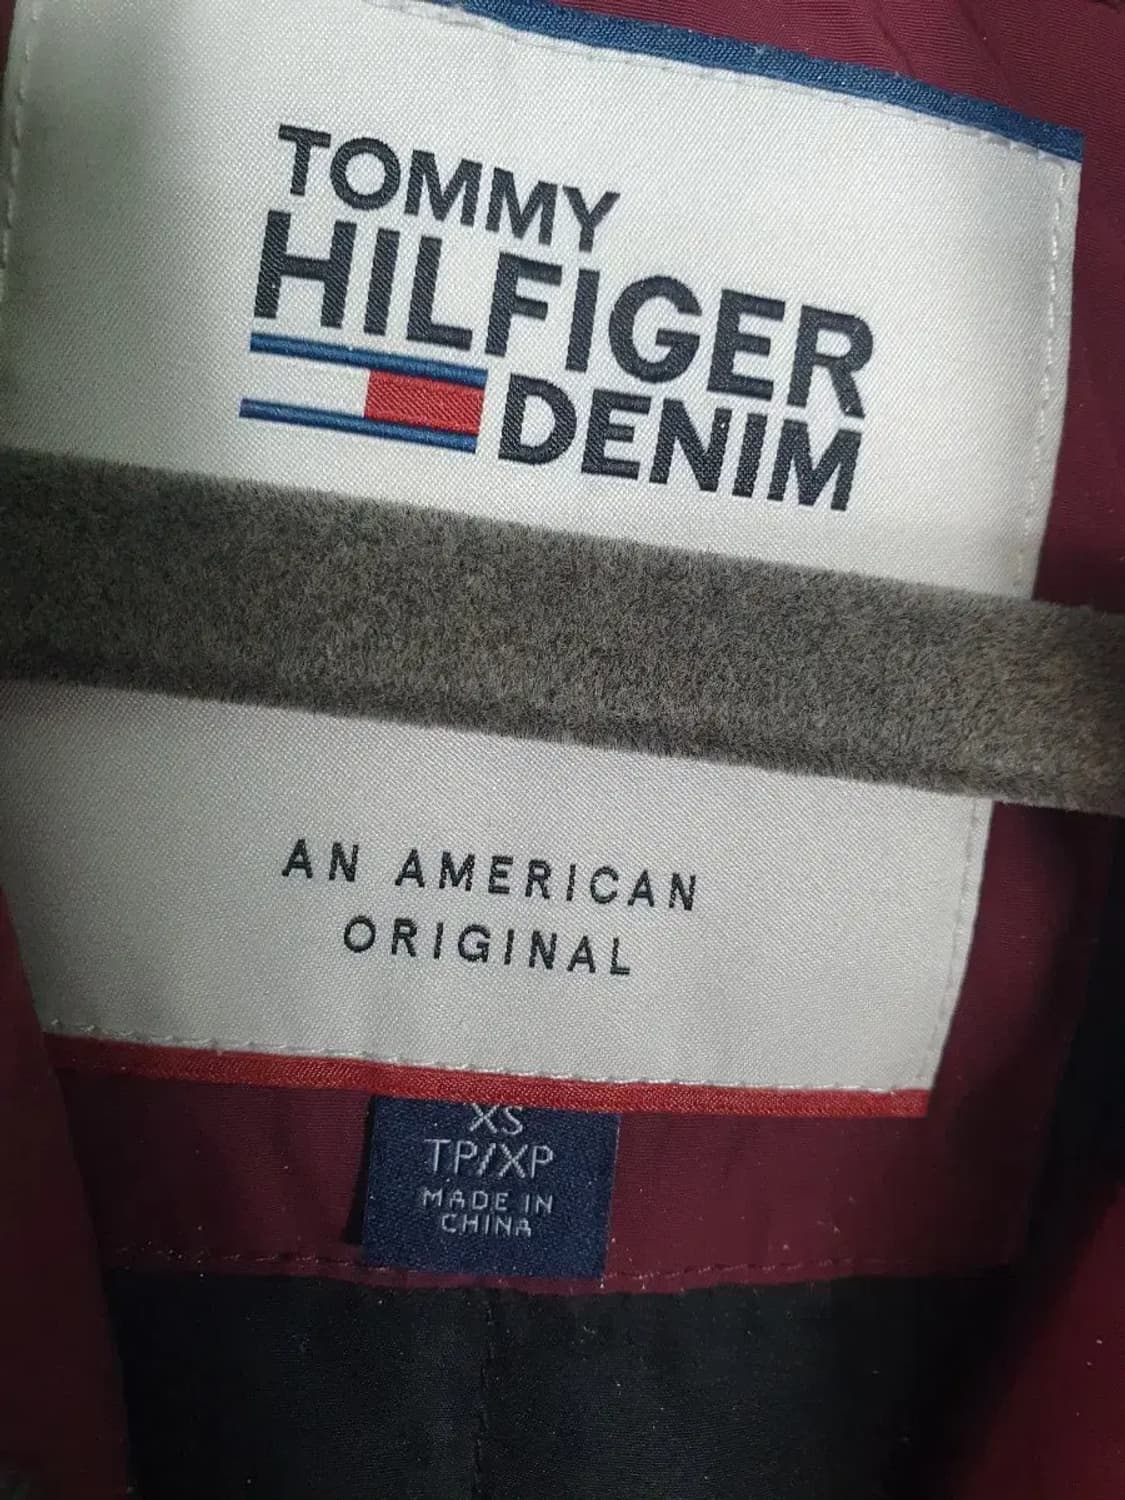 TOMMY
HILFIGER
DENIM
AN AMERICAN
ORIGINAL
XS
TP/XP
MADE IN
CHINA